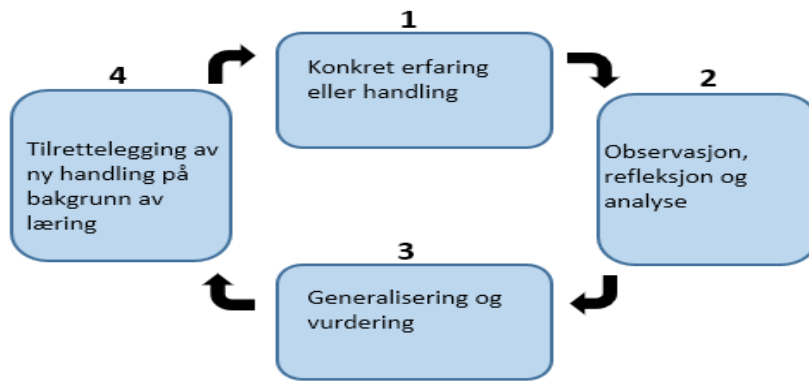 1
Konkret erfaring
eller handling
2
Observasjon,
refleksjon og
analyse
3
Generalisering og
vurdering
4
Tilrettelegging av
ny handling på
bakgrunn av
læring